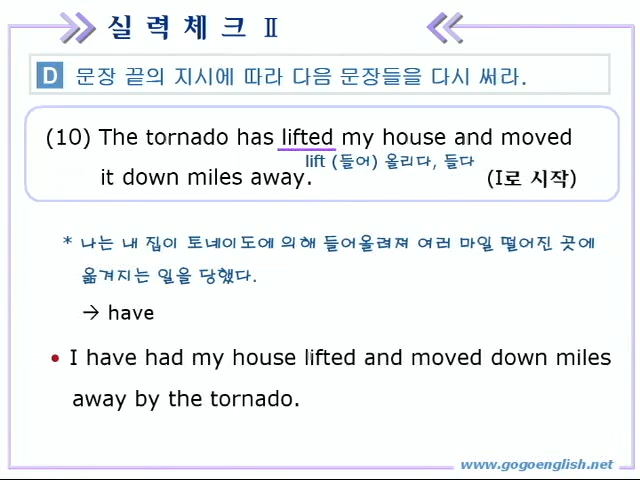 실 력 체 크 Ⅱ
D 문장 끝의 지시에 따라 다음 문장들을 다시 써라.
(10) The tornado has lifted my house and moved
lift (들어) 올리다, 들다
it down miles away. (I로 시작)
* 나는 내 집이 토네이도에 의해 들어올려져 여러 마일 떨어진 곳에
옮겨지는 일을 당했다.
→ have
• I have had my house lifted and moved down miles
away by the tornado.
www.gogoenglish.net